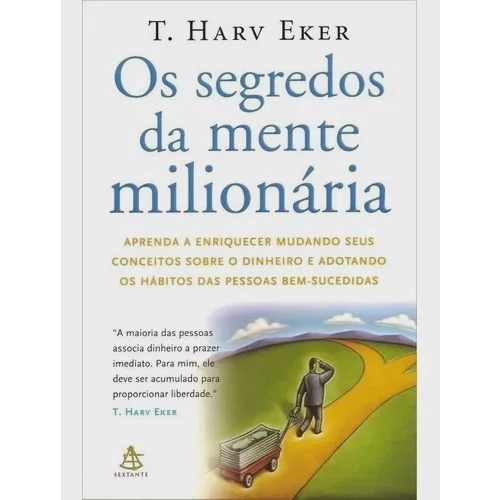 T. HARV EKER
Os segredos
da mente
milionária
APRENDA A ENRIQUECER MUDANDO SEUS
CONCEITOS SOBRE O DINHEIRO E ADOTANDO
OS HÁBITOS DAS PESSOAS BEM-SUCEDIDAS
"A maioria das pessoas
associa dinheiro a prazer
imediato. Para mim, ele
deve ser acumulado para
proporcionar liberdade."
T. HARV EKER
SEXTANTE